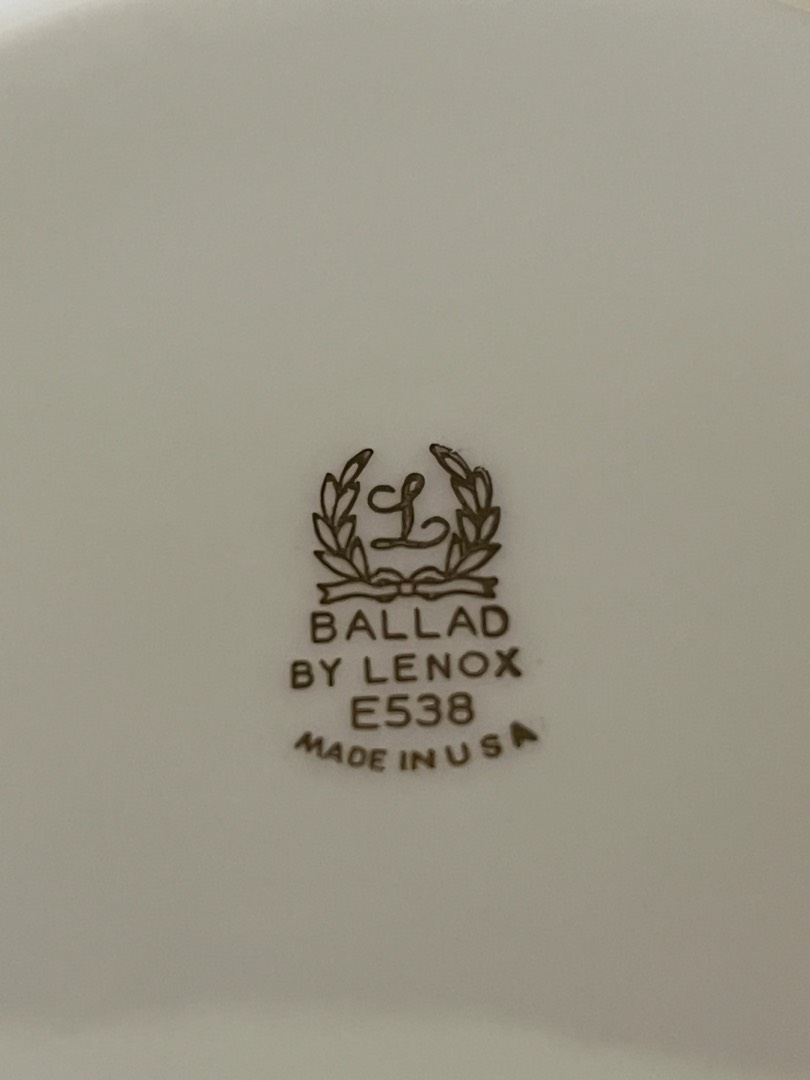 L
BALLAD
BY LENOX
E538
MADE IN USA